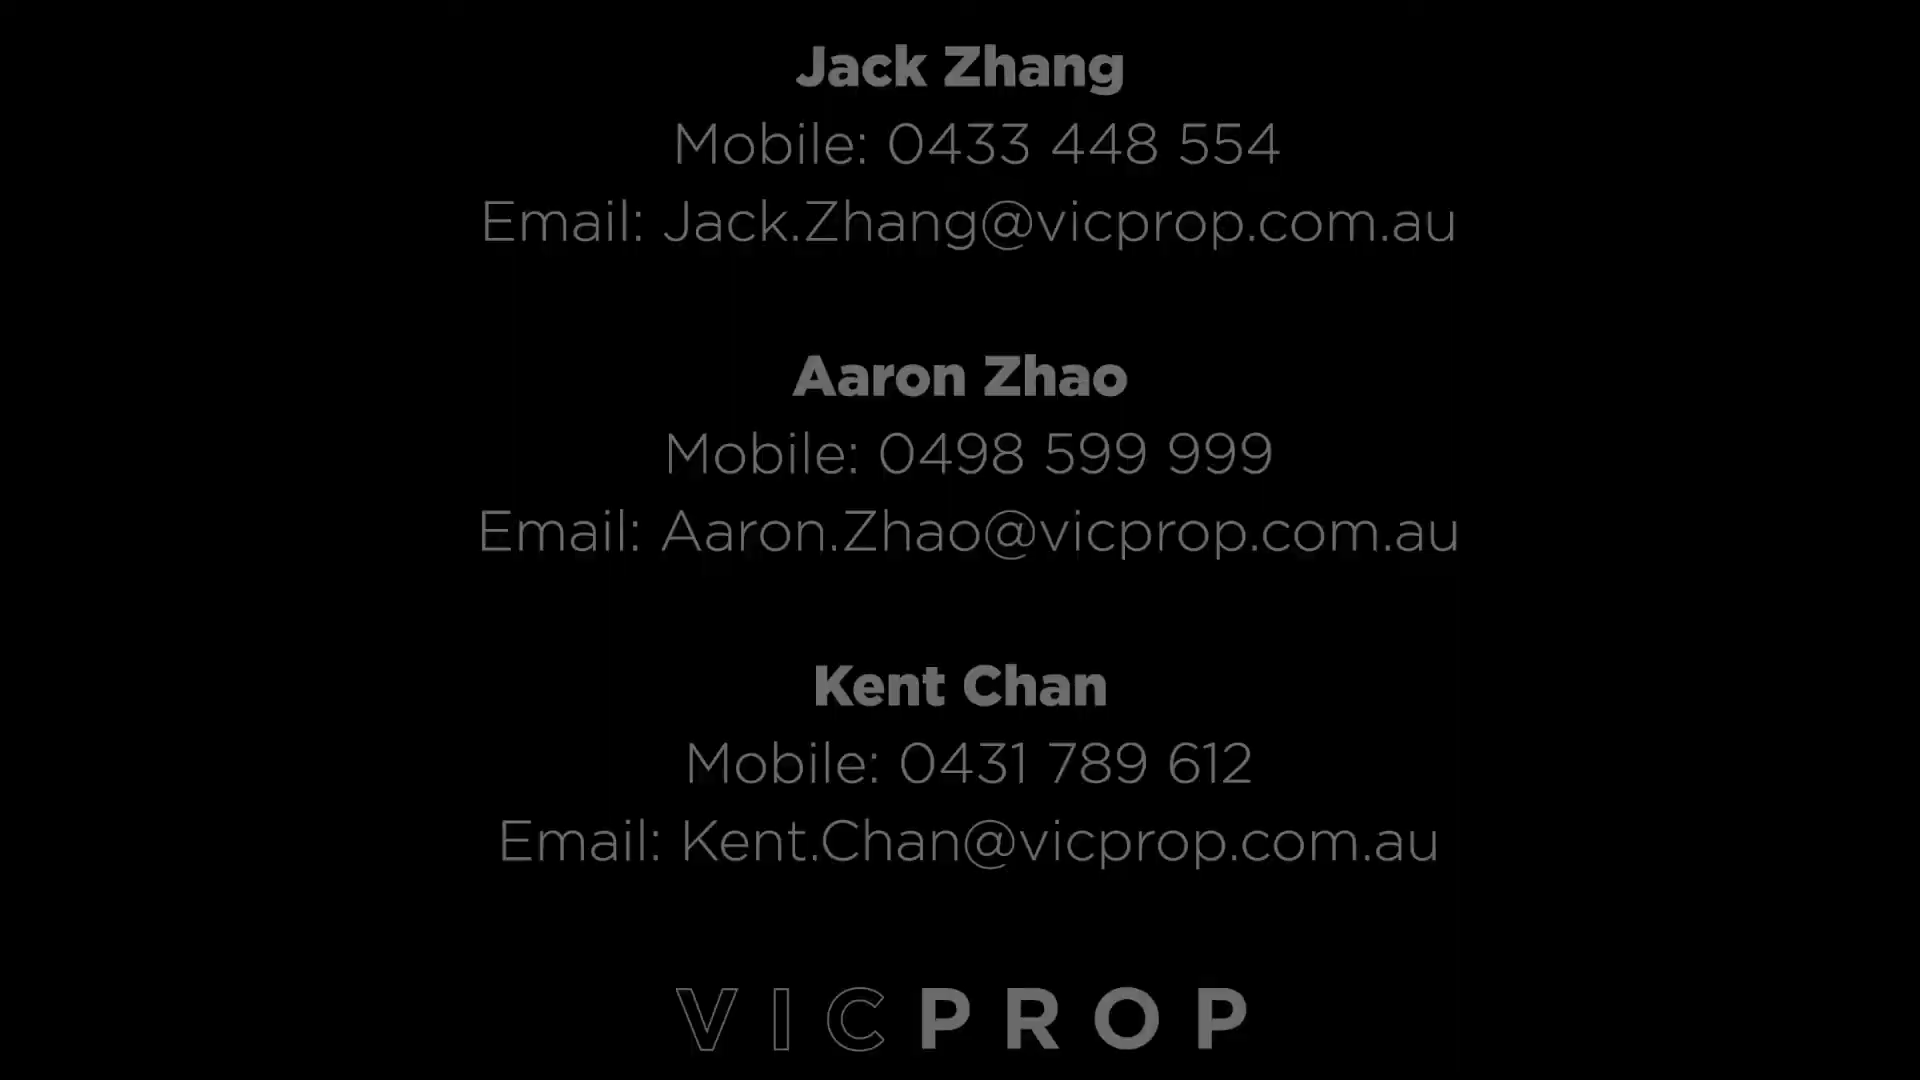 Jack Zhang
Mobile: 0433 448 554
Email: Jack.Zhang@vicprop.com.au
Aaron Zhao
Mobile: 0498 599 999
Email: Aaron.Zhao@vicprop.com.au
Kent Chan
Mobile: 0431 789 612
Email: Kent.Chan@vicprop.com.au
VICPROP